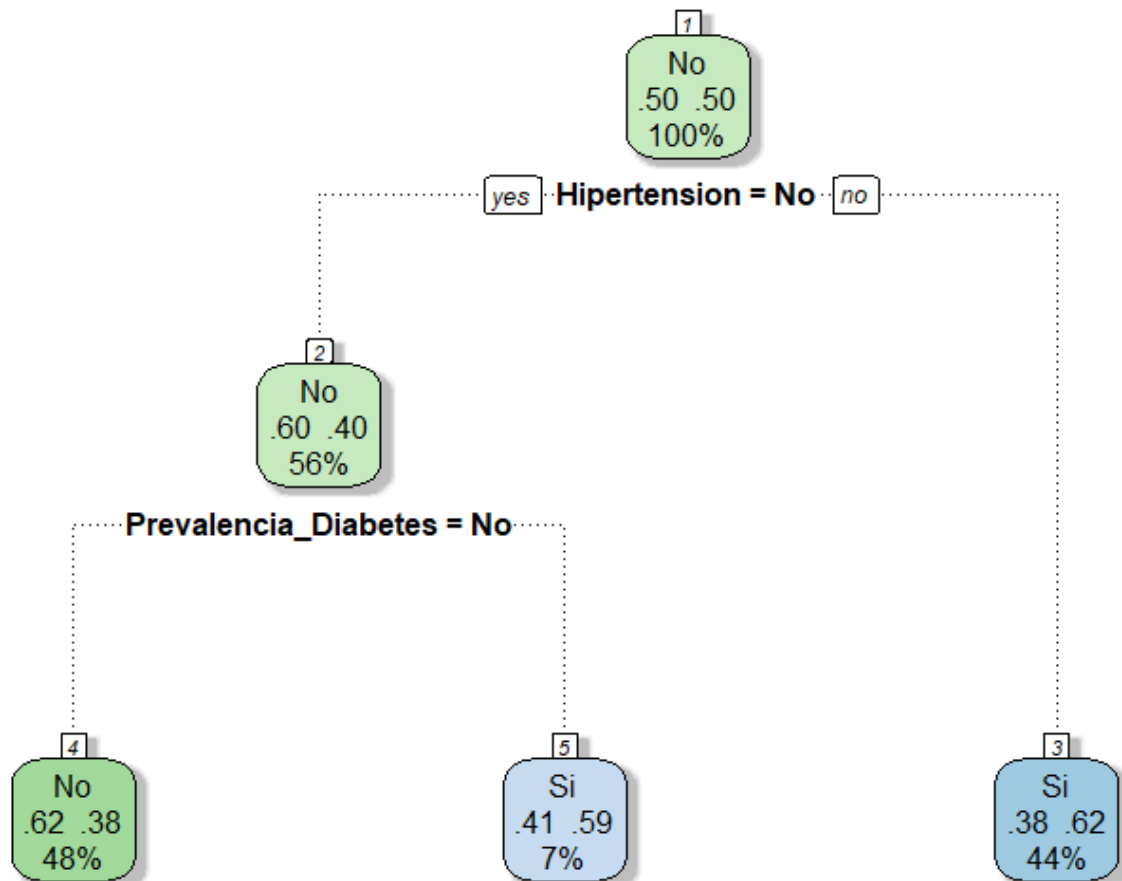 1
No
.50 .50
100%
yes Hipertension = No no
2
No
.60 .40
56%
Prevalencia_Diabetes = No
4
No
.62 .38
48%
5
Si
.41 .59
7%
3
Si
.38 .62
44%